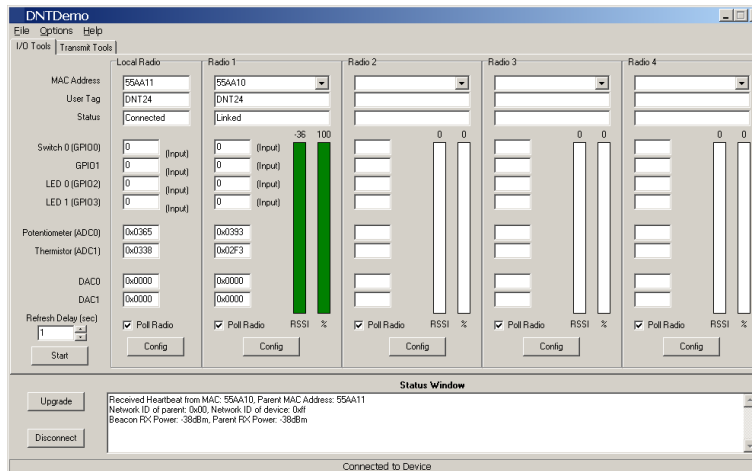 DNTDemo
File Options Help
I/O Tools Transmit Tools
Local Radio Radio 1 Radio 2 Radio 3 Radio 4
MAC Address 55AA11 55AA10
User Tag DNT24 DNT24
Status Connected Linked
-36 100 0 0 0 0 0 0
Switch 0 (GPIO0) 0 (Input) 0 (Input)
GPIO1 0 (Input) 0 (Input)
LED 0 (GPIO2) 0 (Input) 0 (Input)
LED 1 (GPIO3) 0 (Input) 0 (Input)
Potentiometer (ADC0) 0x0365 0x0393
Thermistor (ADC1) 0x0338 0x02F3
DAC0 0x0000 0x0000
DAC1 0x0000 0x0000
Refresh Delay (sec)
1 Poll Radio Poll Radio RSSI % Poll Radio RSSI % Poll Radio RSSI % Poll Radio RSSI %
Start Config Config Config Config Config
Status Window
Upgrade
Disconnect
Received Heartbeat from MAC: 55AA10, Parent MAC Address: 55AA11
Network ID of parent: 0x00, Network ID of device: 0xff
Beacon RX Power: -38dBm, Parent RX Power: -38dBm
Connected to Device